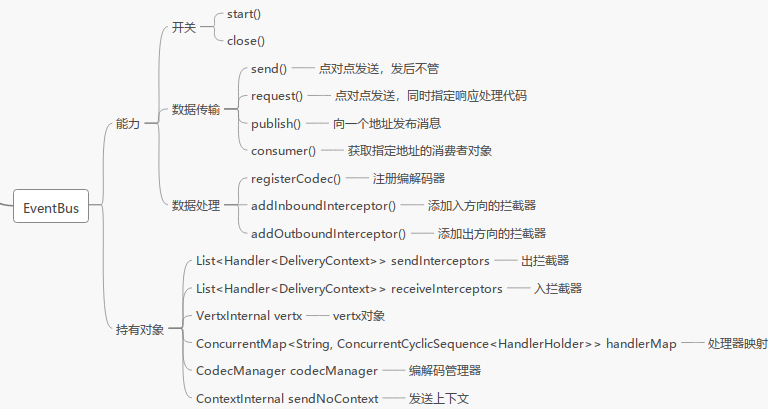 EventBus
能力
开关
start()
close()
数据传输
send() 点对点发送，发后不管
request() 点对点发送，同时指定响应处理代码
publish() 向一个地址发布消息
consumer() 获取指定地址的消费者对象
数据处理
registerCodec() 注册编解码器
addInboundInterceptor() 添加入方向的拦截器
addOutboundInterceptor() 添加出方向的拦截器
持有对象
List<Handler<DeliveryContext>> sendInterceptors 出拦截器
List<Handler<DeliveryContext>> receiveInterceptors 入拦截器
VertxInternal vertx vertx对象
ConcurrentMap<String, ConcurrentCyclicSequence<HandlerHolder>> handlerMap 处理器映射
CodecManager codecManager 编解码管理器
ContextInternal sendNoContext 发送上下文